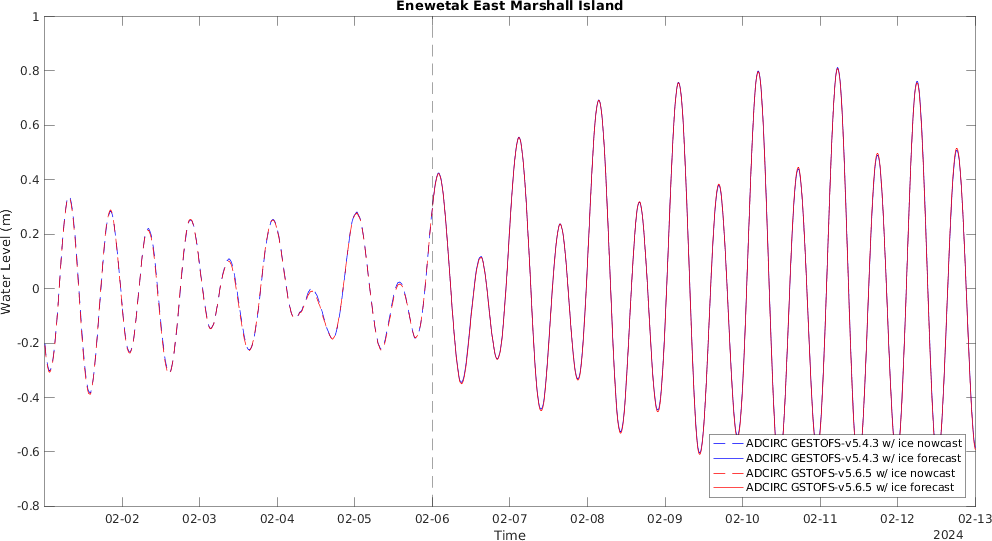 Enewetak East Marshall Island
Water Level (m)
1
0.8
0.6
0.4
0.2
0
-0.2
-0.4
-0.6
-0.8
ADCIRC GESTOFS-v5.4.3 w/ ice nowcast
ADCIRC GESTOFS-v5.4.3 w/ ice forecast
ADCIRC GSTOFS-v5.6.5 w/ ice nowcast
ADCIRC GSTOFS-v5.6.5 w/ ice forecast
02-02 02-03 02-04 02-05 02-06 02-07 02-08 02-09 02-10 02-11 02-12 02-13
Time
2024